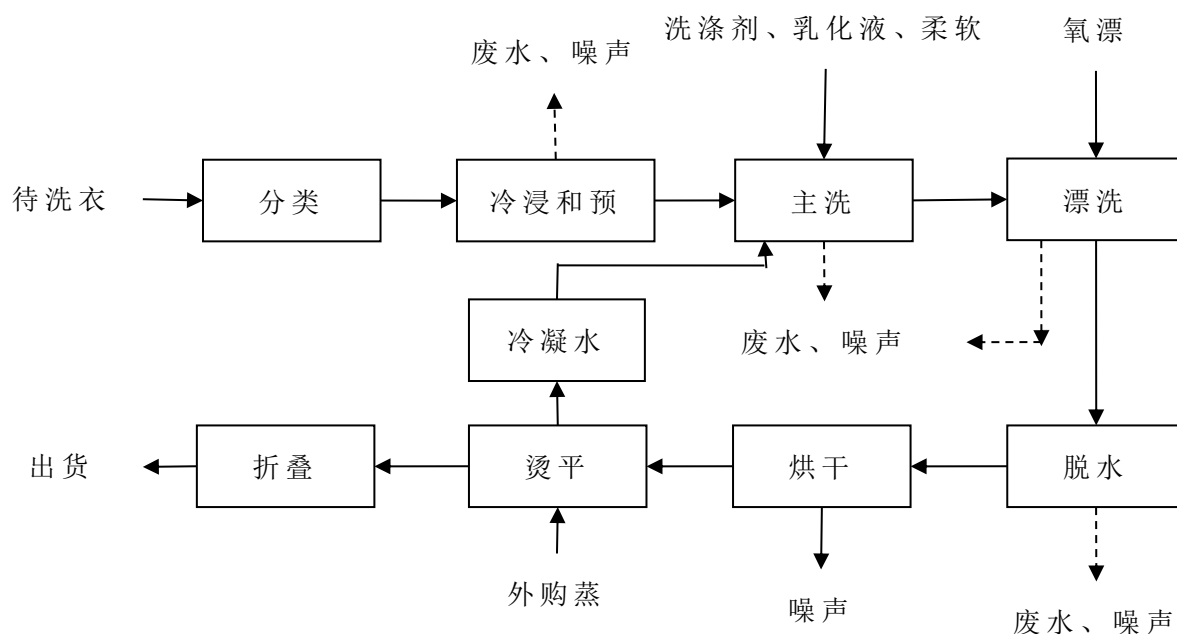 洗涤剂、乳化液、柔软
氧漂
废水、噪声
待洗衣
分类
冷浸和预
主洗
漂洗
冷凝水
废水、噪声
出货
折叠
烫平
烘干
脱水
外购蒸
噪声
废水、噪声